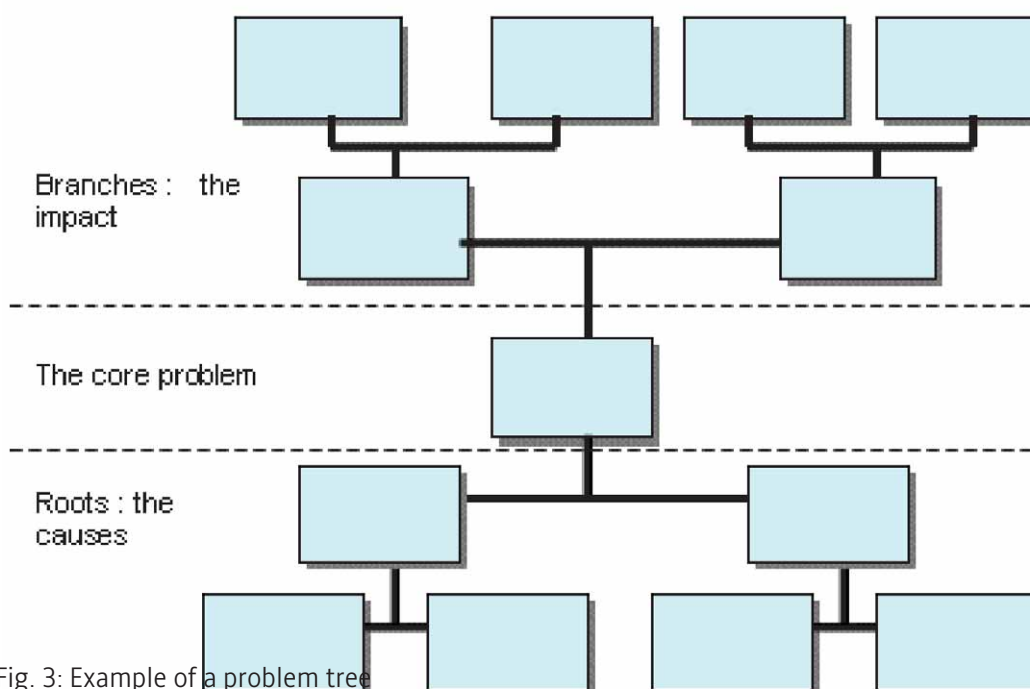 Branches : the
impact
The core problem
Roots : the
causes
Fig. 3: Example of a problem tree